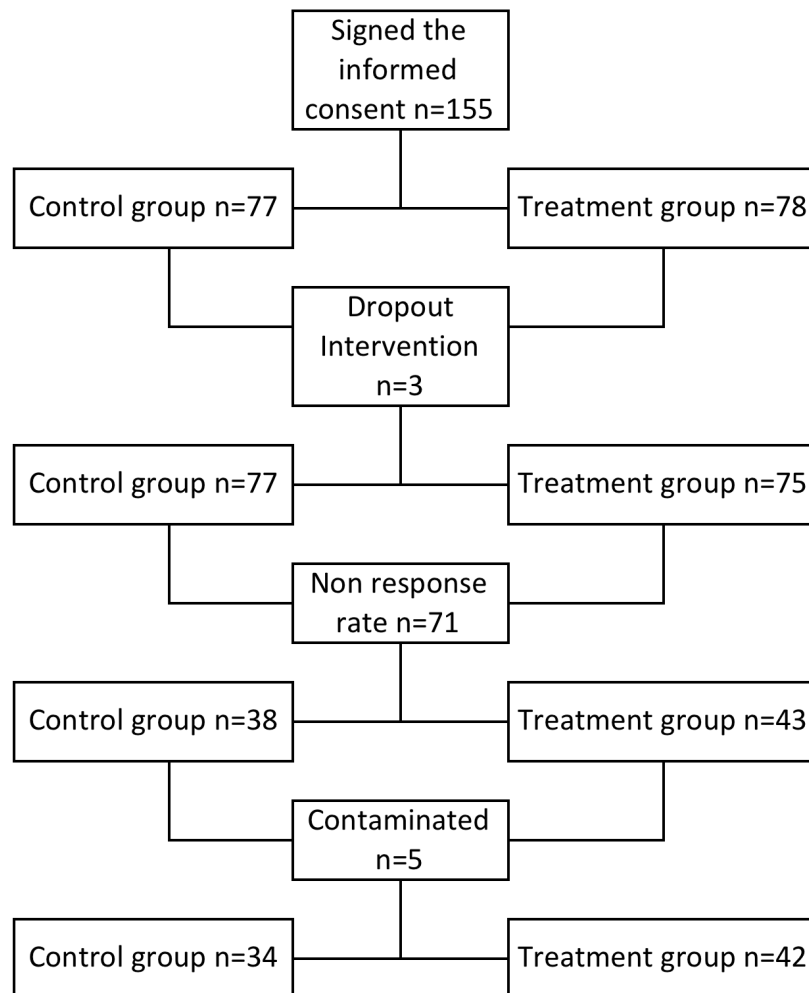 Signed the
informed
consent n=155
Control group n=77
Treatment group n=78
Dropout
Intervention
n=3
Control group n=77
Treatment group n=75
Non response
rate n=71
Control group n=38
Treatment group n=43
Contaminated
n=5
Control group n=34
Treatment group n=42